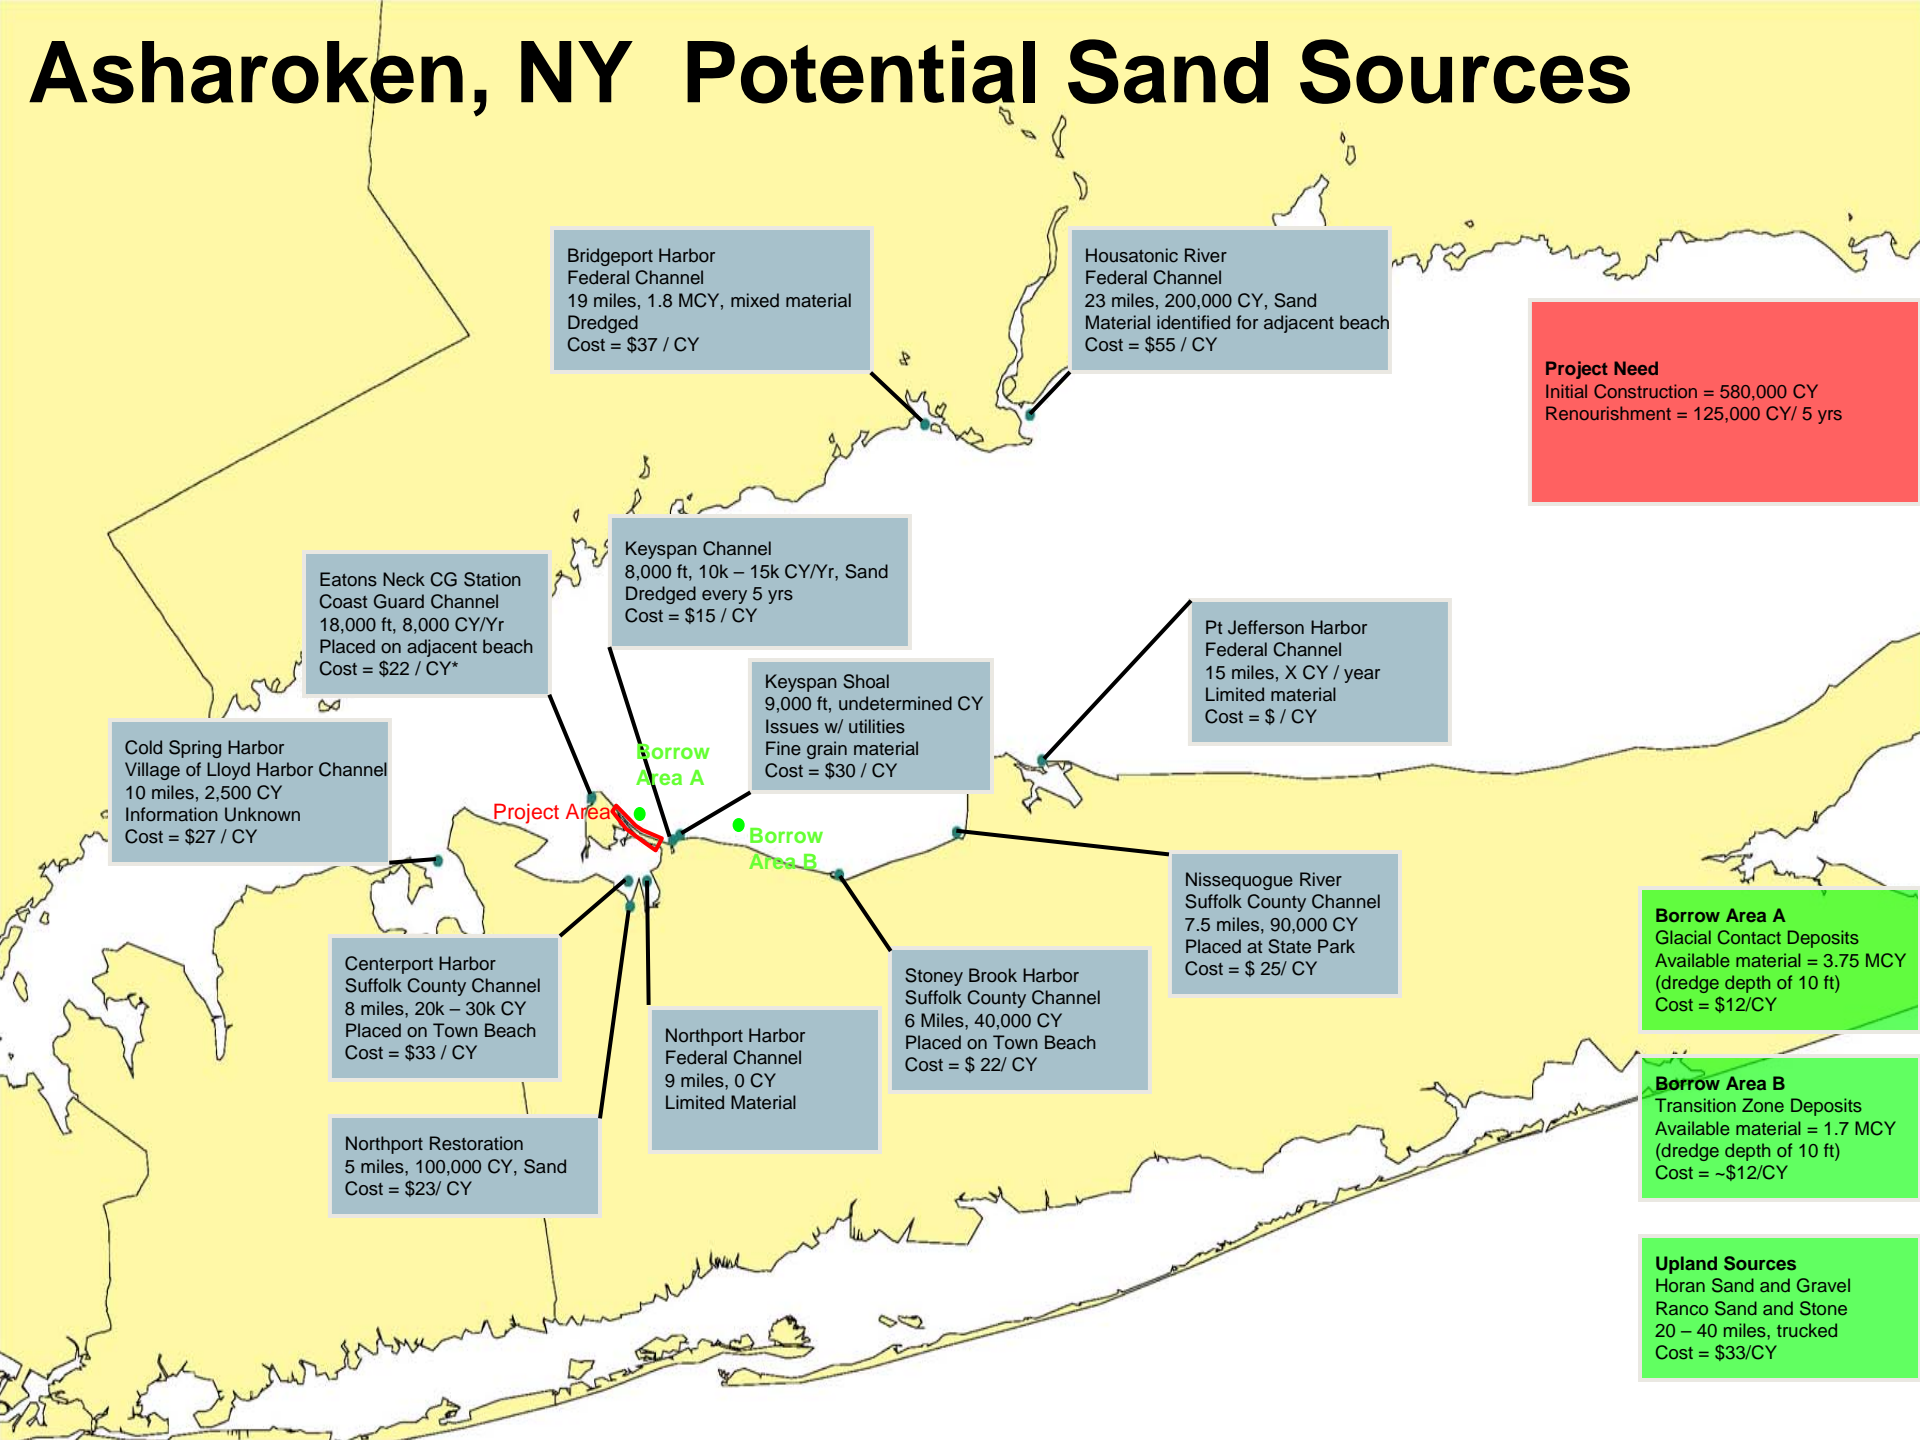 Asharoken, NY  Potential Sand Sources
Bridgeport Harbor
Federal Channel
19 miles, 1.8 MCY, mixed material
Dredged
Cost = $37 / CY
Housatonic River
Federal Channel
23 miles, 200,000 CY, Sand
Material identified for adjacent beach
Cost = $55 / CY
Project Need
Initial Construction = 580,000 CY
Renourishment = 125,000 CY/ 5 yrs
Keyspan Channel
8,000 ft, 10k – 15k CY/Yr, Sand
Dredged every 5 yrs
Cost = $15 / CY
Eatons Neck CG Station
Coast Guard Channel
18,000 ft, 8,000 CY/Yr
Placed on adjacent beach
Cost = $22 / CY*
Pt Jefferson Harbor
Federal Channel
15 miles, X CY / year
Limited material
Cost = $ / CY
Keyspan Shoal
9,000 ft, undetermined CY
Issues w/ utilities
Fine grain material
Cost = $30 / CY
Cold Spring Harbor
Village of Lloyd Harbor Channel
10 miles, 2,500 CY
Information Unknown
Cost = $27 / CY
Borrow
Area A
Project Area
Borrow
Area B
Nissequogue River
Suffolk County Channel
7.5 miles, 90,000 CY
Placed at State Park
Cost = $ 25/ CY
Borrow Area A
Glacial Contact Deposits
Available material = 3.75 MCY
(dredge depth of 10 ft)
Cost = $12/CY
Centerport Harbor
Suffolk County Channel
8 miles, 20k – 30k CY
Placed on Town Beach
Cost = $33 / CY
Stoney Brook Harbor
Suffolk County Channel
6 Miles, 40,000 CY
Placed on Town Beach
Cost = $ 22/ CY
Northport Harbor
Federal Channel
9 miles, 0 CY
Limited Material
Borrow Area B
Transition Zone Deposits
Available material = 1.7 MCY
(dredge depth of 10 ft)
Cost = ~$12/CY
Northport Restoration
5 miles, 100,000 CY, Sand
Cost = $23/ CY
Upland Sources
Horan Sand and Gravel
Ranco Sand and Stone
20 – 40 miles, trucked
Cost = $33/CY